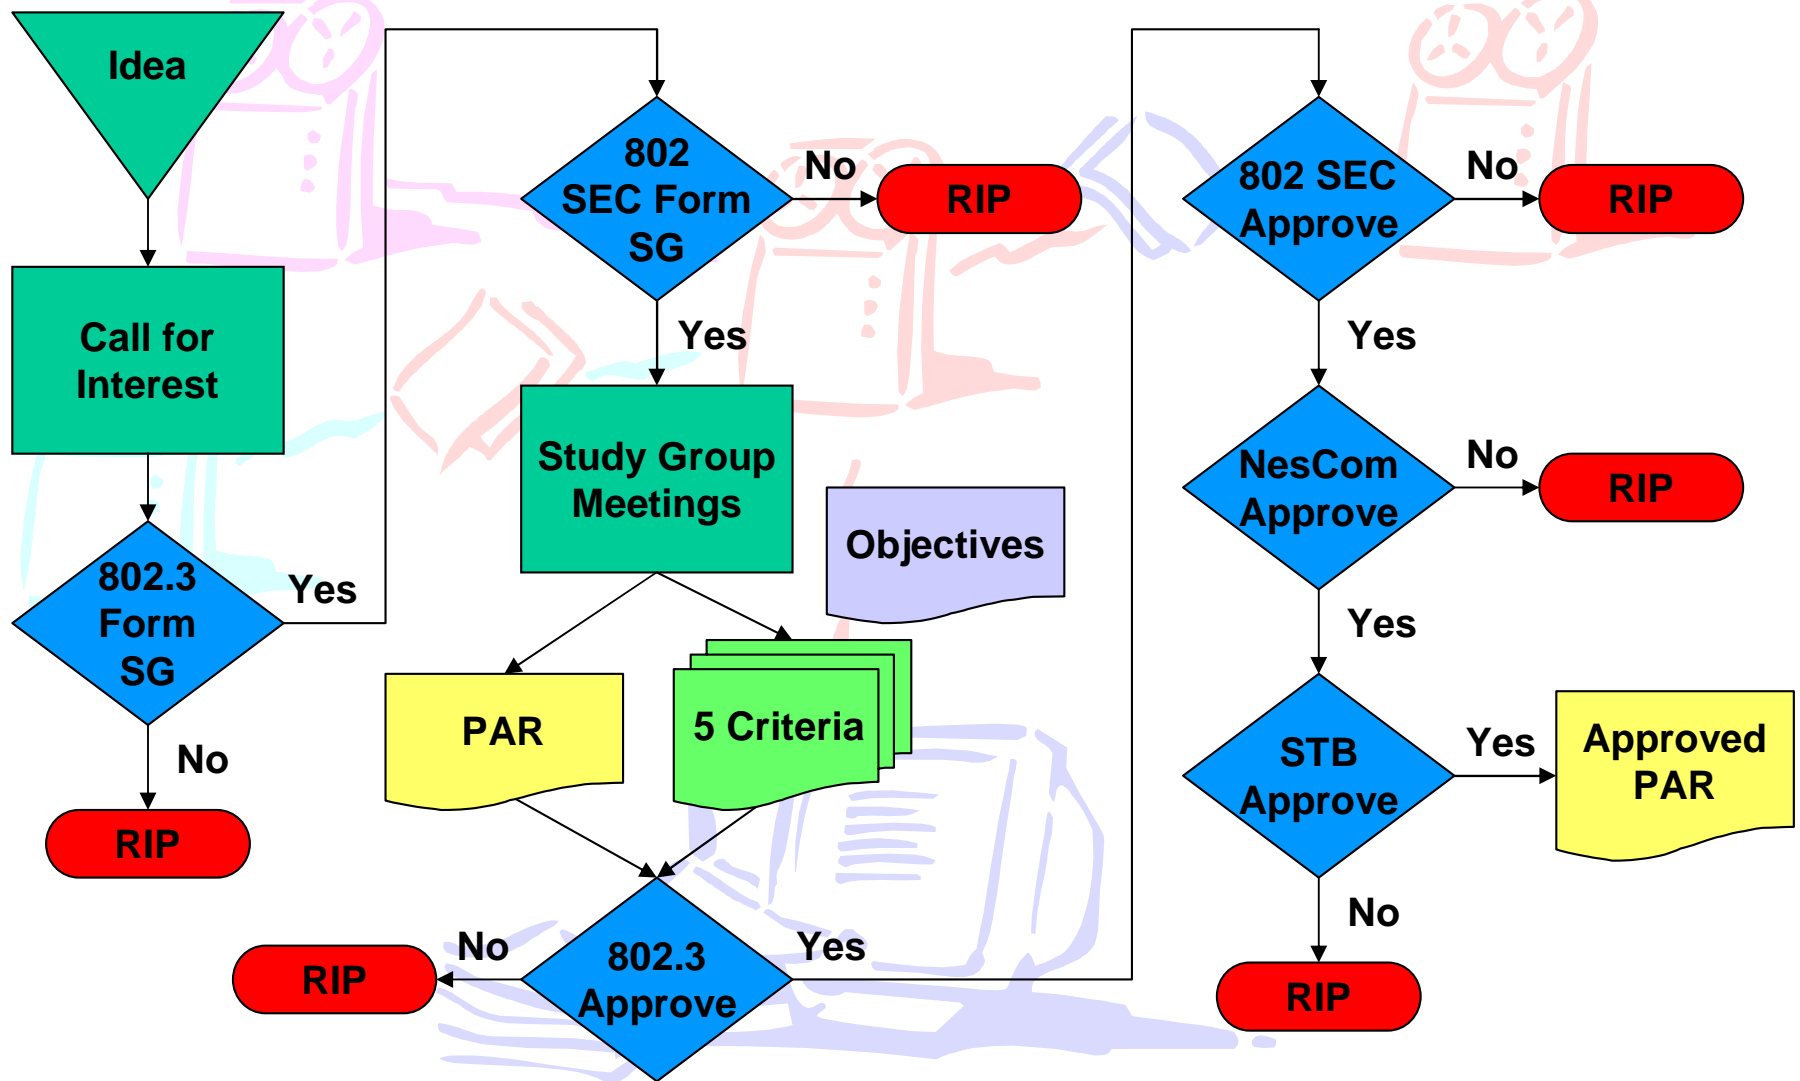 Idea
Call for
Interest
802.3
Form
SG
Yes
No
RIP
802
SEC Form
SG
No
RIP
Yes
Study Group
Meetings
Objectives
PAR
5 Criteria
802.3
Approve
No
RIP
Yes
802 SEC
Approve
No
RIP
Yes
NesCom
Approve
No
RIP
Yes
STB
Approve
Yes
Approved
PAR
No
RIP